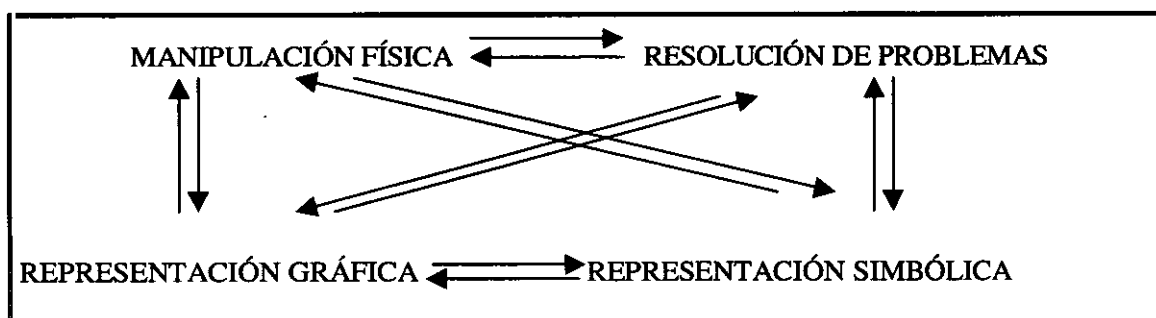 MANIPULACIÓN FÍSICA RESOLUCIÓN DE PROBLEMAS
REPRESENTACIÓN GRÁFICA REPRESENTACIÓN SIMBÓLICA